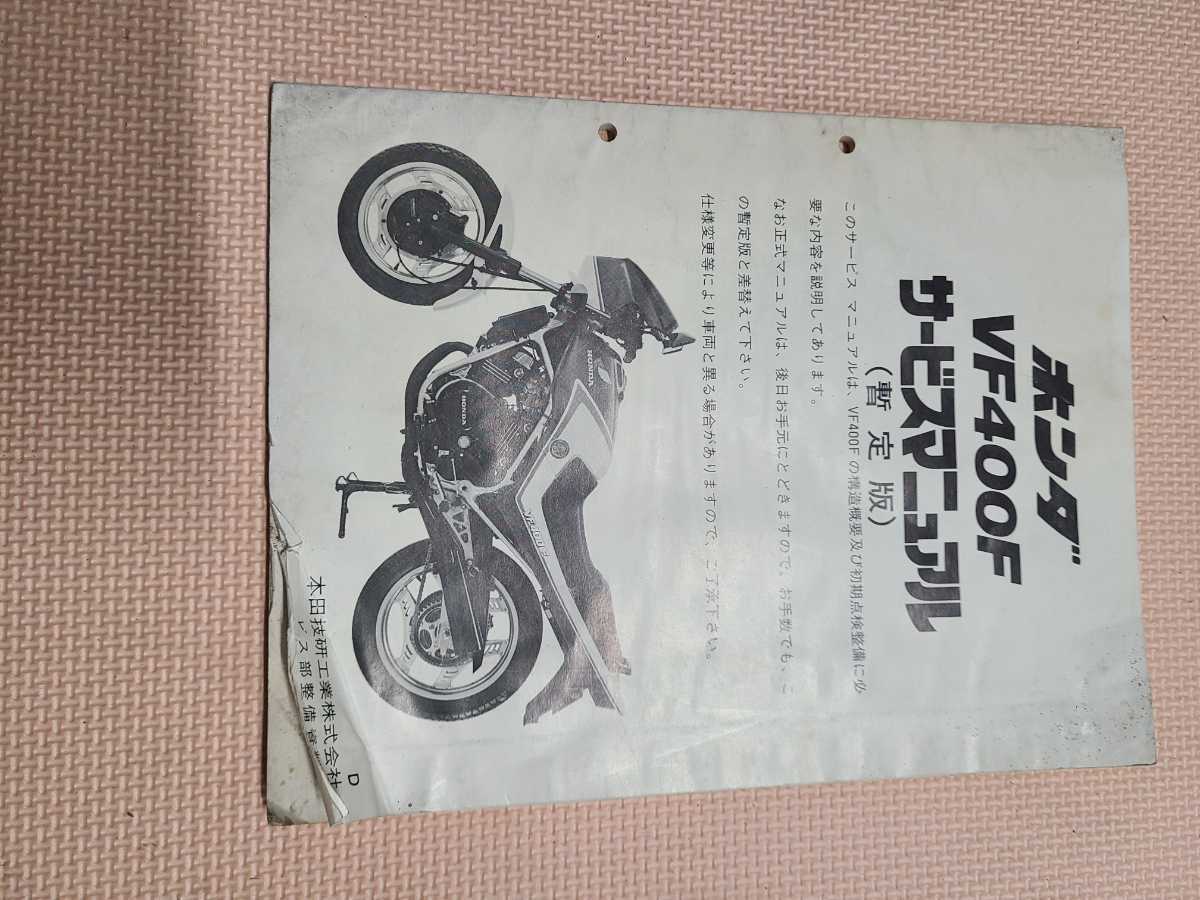 ホンダ
VF400F
サービスマニュアル
(暫定版)
このサービス マニュアルは、VF400Fの構造概要及び初期点検整備に必
要な内容を説明してあります。
なお正式マニュアルは、後日お手元にとどきますので、お手数でも、こ
の暫定版と差替えて下さい。
仕様変更等により車両と異る場合がありますので、ご了承下さい。
HONDA
HONDA
VF400F
D
本田技研工業株式会社
ビス部整備資